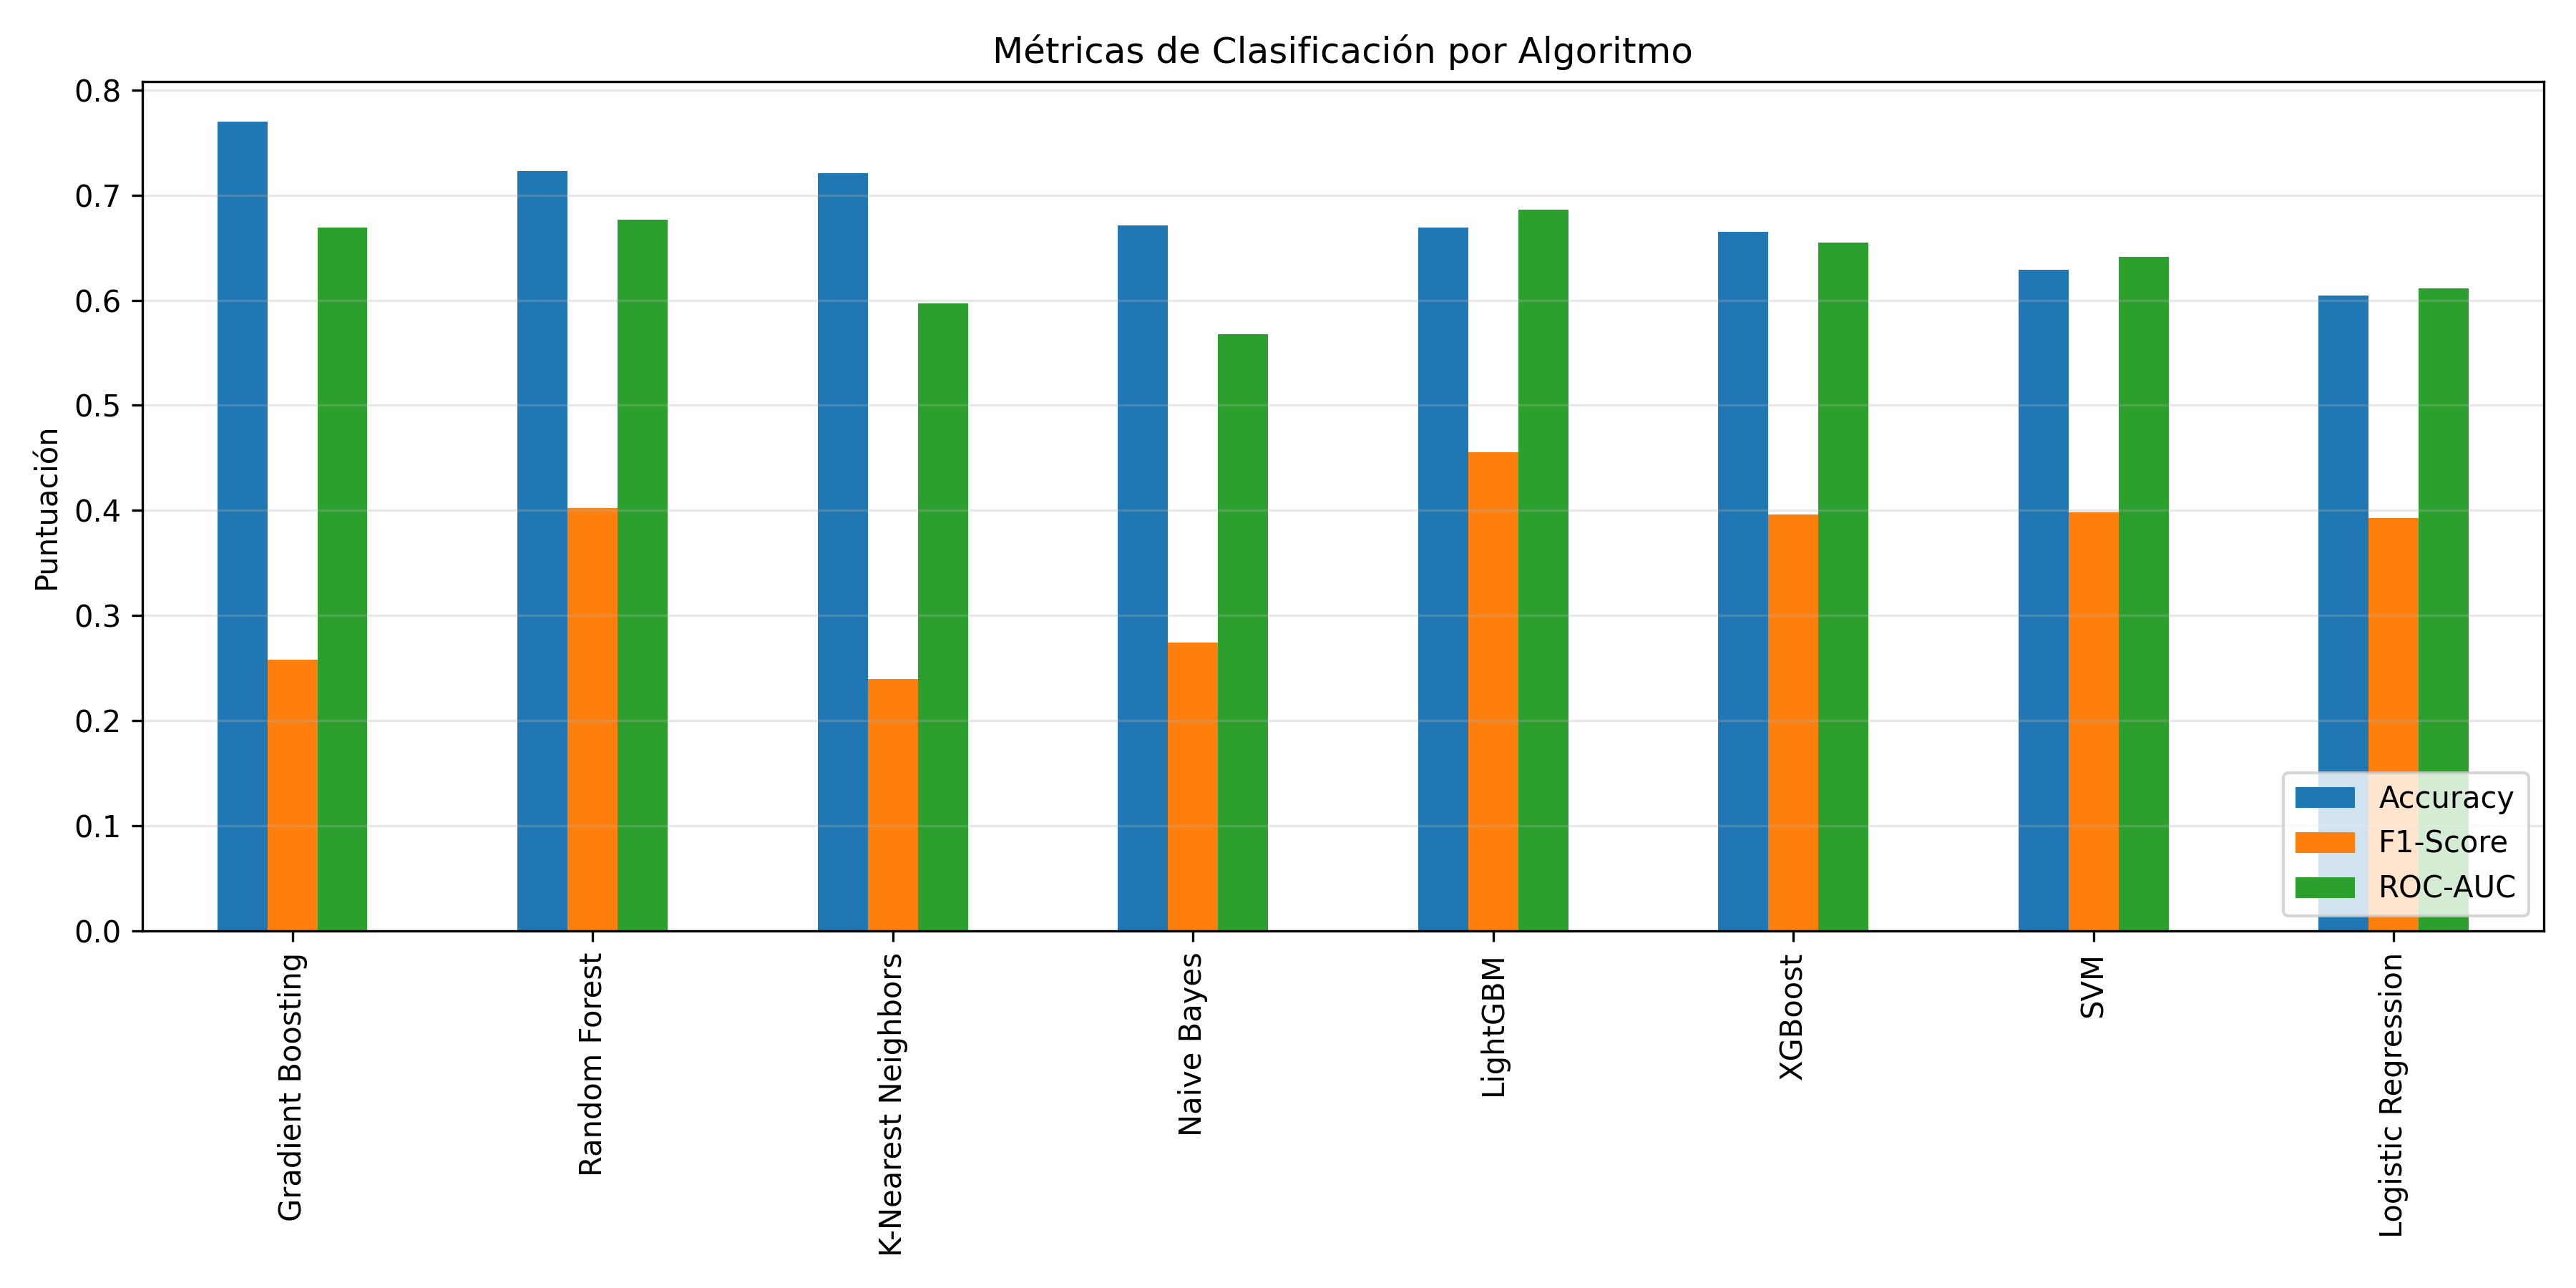 Métricas de Clasificación por Algoritmo
Puntuación
0.8
0.7
0.6
0.5
0.4
0.3
0.2
0.1
0.0
Accuracy
F1-Score
ROC-AUC
Gradient Boosting
Random Forest
K-Nearest Neighbors
Naive Bayes
LightGBM
XGBoost
SVM
Logistic Regression